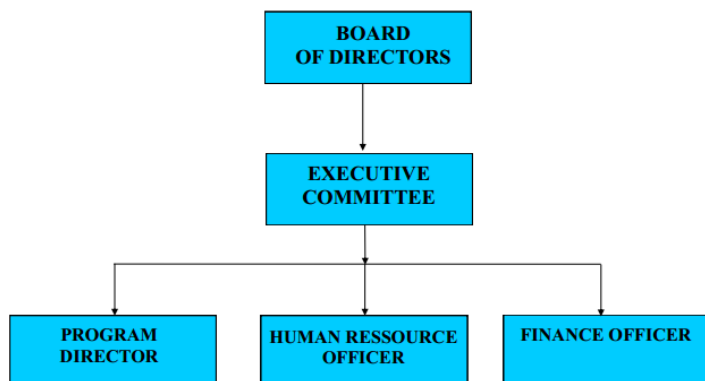 BOARD
OF DIRECTORS
EXECUTIVE
COMMITTEE
PROGRAM
DIRECTOR
HUMAN RESSOURCE
OFFICER
FINANCE OFFICER